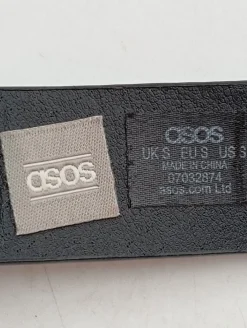 asos
asos
UK S EU S US S
MADE IN CHINA
07032874
asos.com Ltd